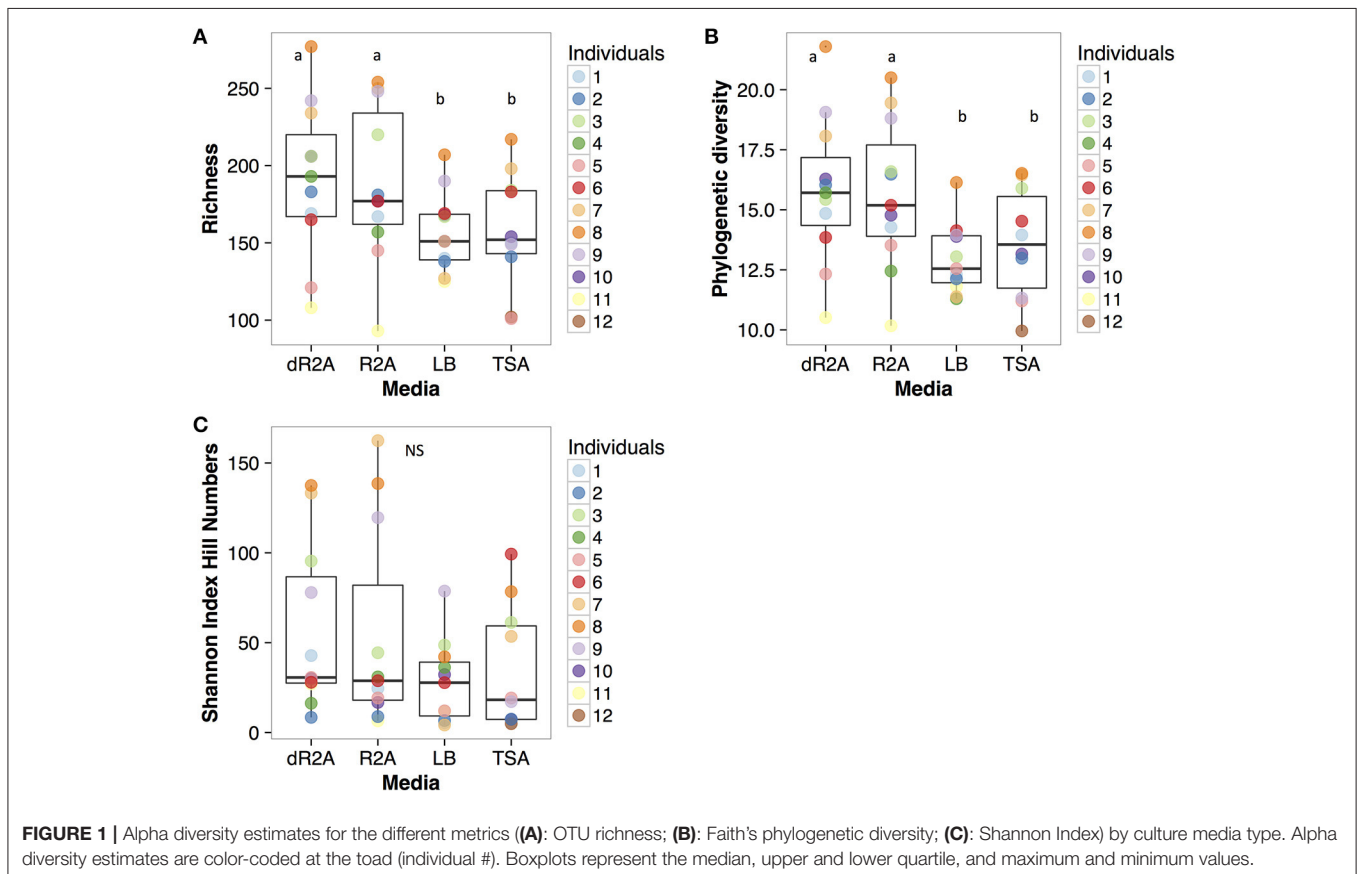 A
Richness
250
200
150
100
a
a
b
b
dR2A
R2A
LB
TSA
Media
Individuals
1
2
3
4
5
6
7
8
9
10
11
12
B
Phylogenetic diversity
20.0
17.5
15.0
12.5
10.0
a
a
b
b
dR2A
R2A
LB
TSA
Media
Individuals
1
2
3
4
5
6
7
8
9
10
11
12
C
Shannon Index Hill Numbers
150
100
50
0
NS
dR2A
R2A
LB
TSA
Media
Individuals
1
2
3
4
5
6
7
8
9
10
11
12
FIGURE 1 | Alpha diversity estimates for the different metrics ((A): OTU richness; (B): Faith's phylogenetic diversity; (C): Shannon Index) by culture media type. Alpha
diversity estimates are color-coded at the toad (individual #). Boxplots represent the median, upper and lower quartile, and maximum and minimum values.